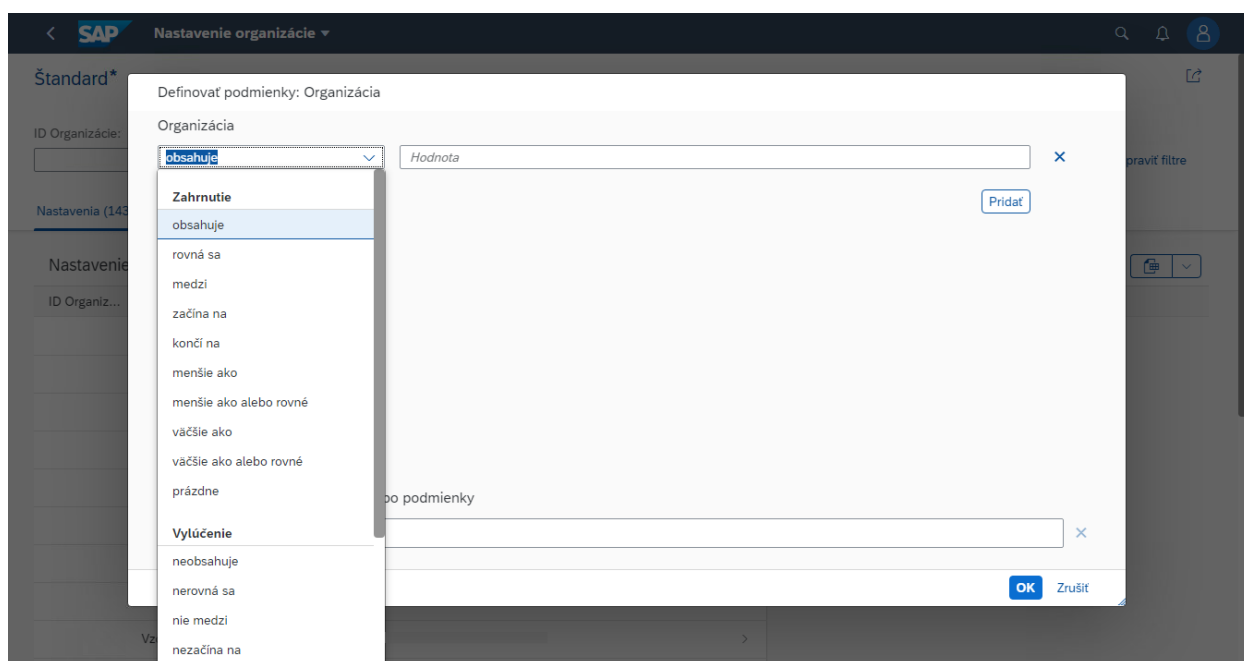 SAP Nastavenie organizácie
Štandard*
Definovať podmienky: Organizácia
ID Organizácie:
Organizácia
obsahuje Hodnota
praviť filtre
Zahrnutie
Pridať
Nastavenia (143
obsahuje
rovná sa
Nastavenie
medzi
ID Organiz...
začína na
končí na
menšie ako
menšie ako alebo rovné
väčšie ako
väčšie ako alebo rovné
prázdne
podmienky
Vylúčenie
neobsahuje
nerovná sa
OK Zrušiť
nie medzi
nezačína na